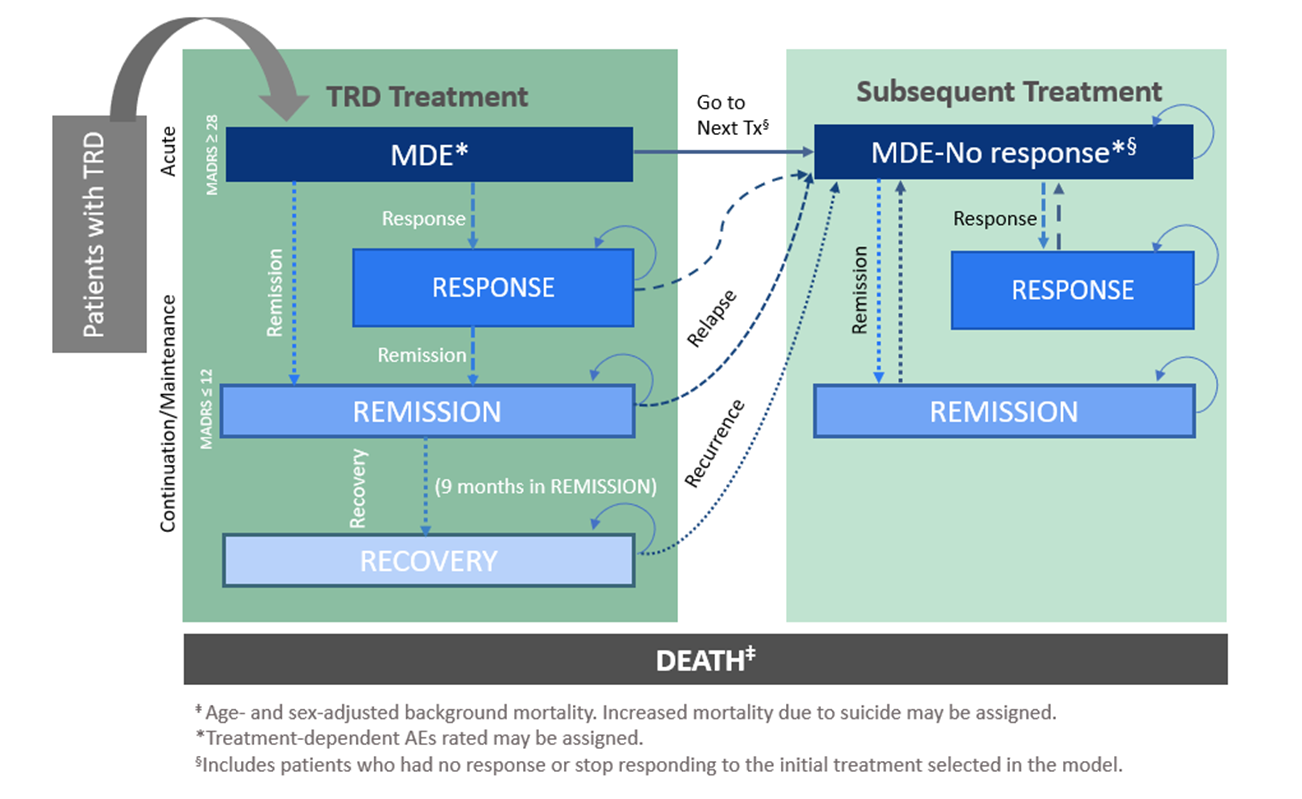 Patients with TRD
Acute
Continuation/Maintenance
TRD Treatment
MADRS ≥ 28
MDE*
Response
Remission
RESPONSE
Remission
MADRS ≤ 12
REMISSION
Recovery
(9 months in REMISSION)
RECOVERY
Go to
Next Tx§
Relapse
Recurrence
Subsequent Treatment
MDE-No response*§
Response
Remission
RESPONSE
REMISSION
DEATH‡
‡ Age- and sex-adjusted background mortality. Increased mortality due to suicide may be assigned.
*Treatment-dependent AEs rated may be assigned.
§Includes patients who had no response or stop responding to the initial treatment selected in the model.